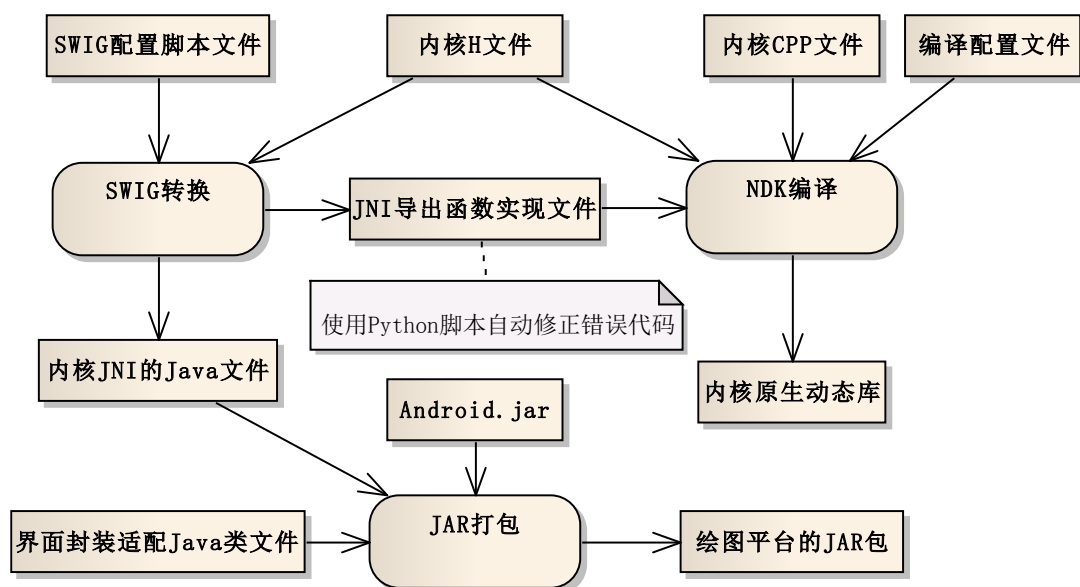 SWIG配置脚本文件
内核H文件
内核CPP文件
编译配置文件
SWIG转换
JNI导出函数实现文件
NDK编译
使用Python脚本自动修正错误代码
内核JNI的Java文件
Android.jar
内核原生动态库
界面封装适配Java类文件
JAR打包
绘图平台的JAR包